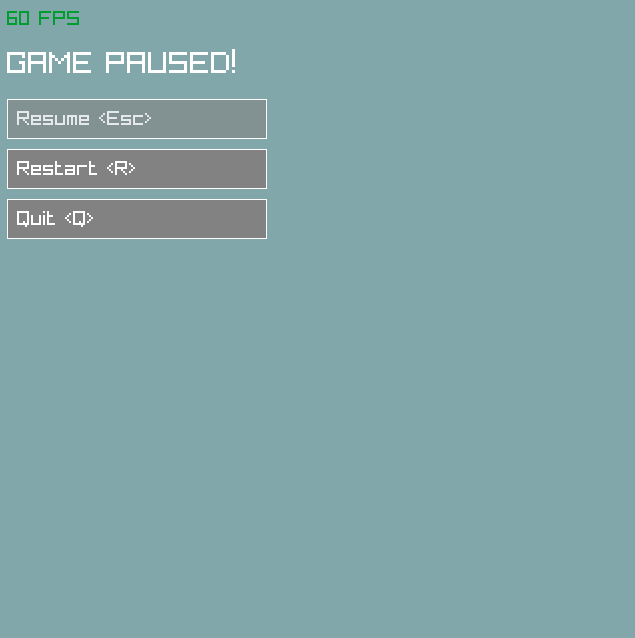 60 FPS
GAME PAUSED!
Resume <Esc>
Restart <R>
Quit <Q>